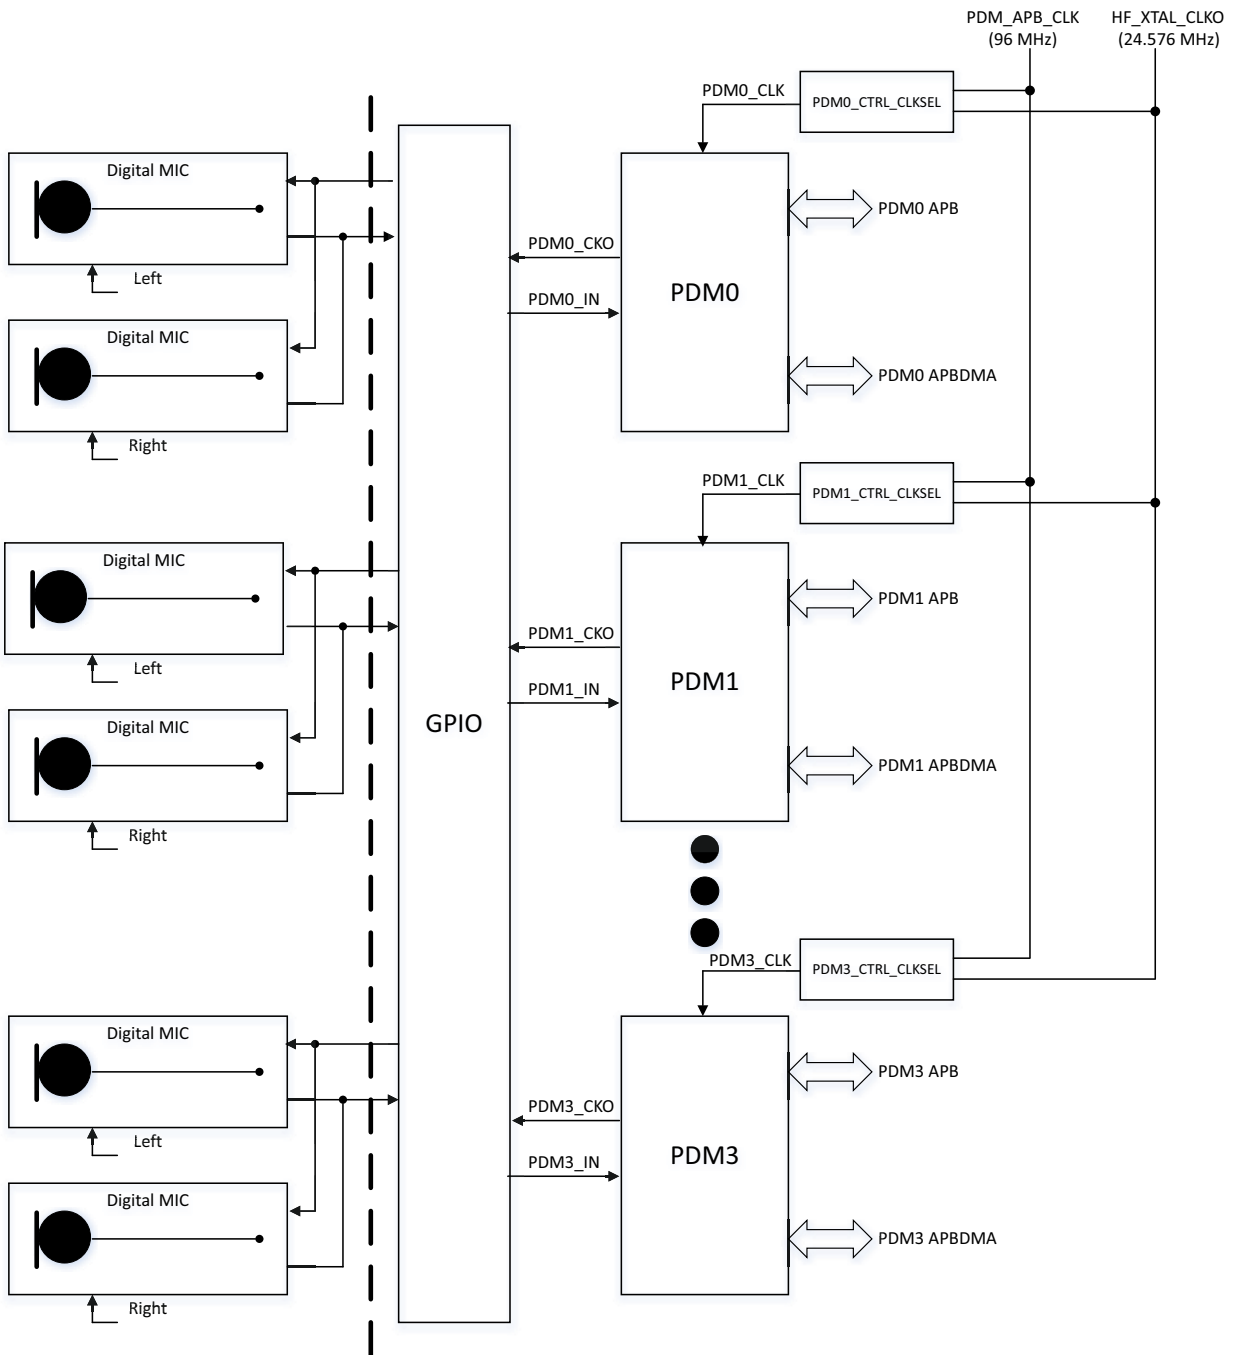 PDM_APB_CLK
(96 MHz)
HF_XTAL_CLKO
(24.576 MHz)
PDM0_CLK
PDM0_CTRL_CLKSEL
Digital MIC
Left
Digital MIC
Right
PDM0_CKO
PDM0_IN
PDM0
PDM0 APB
PDM0 APBDMA
PDM1_CLK
PDM1_CTRL_CLKSEL
Digital MIC
Left
Digital MIC
Right
GPIO
PDM1_CKO
PDM1_IN
PDM1
PDM1 APB
PDM1 APBDMA
PDM3_CLK
PDM3_CTRL_CLKSEL
Digital MIC
Left
Digital MIC
Right
PDM3_CKO
PDM3_IN
PDM3
PDM3 APB
PDM3 APBDMA